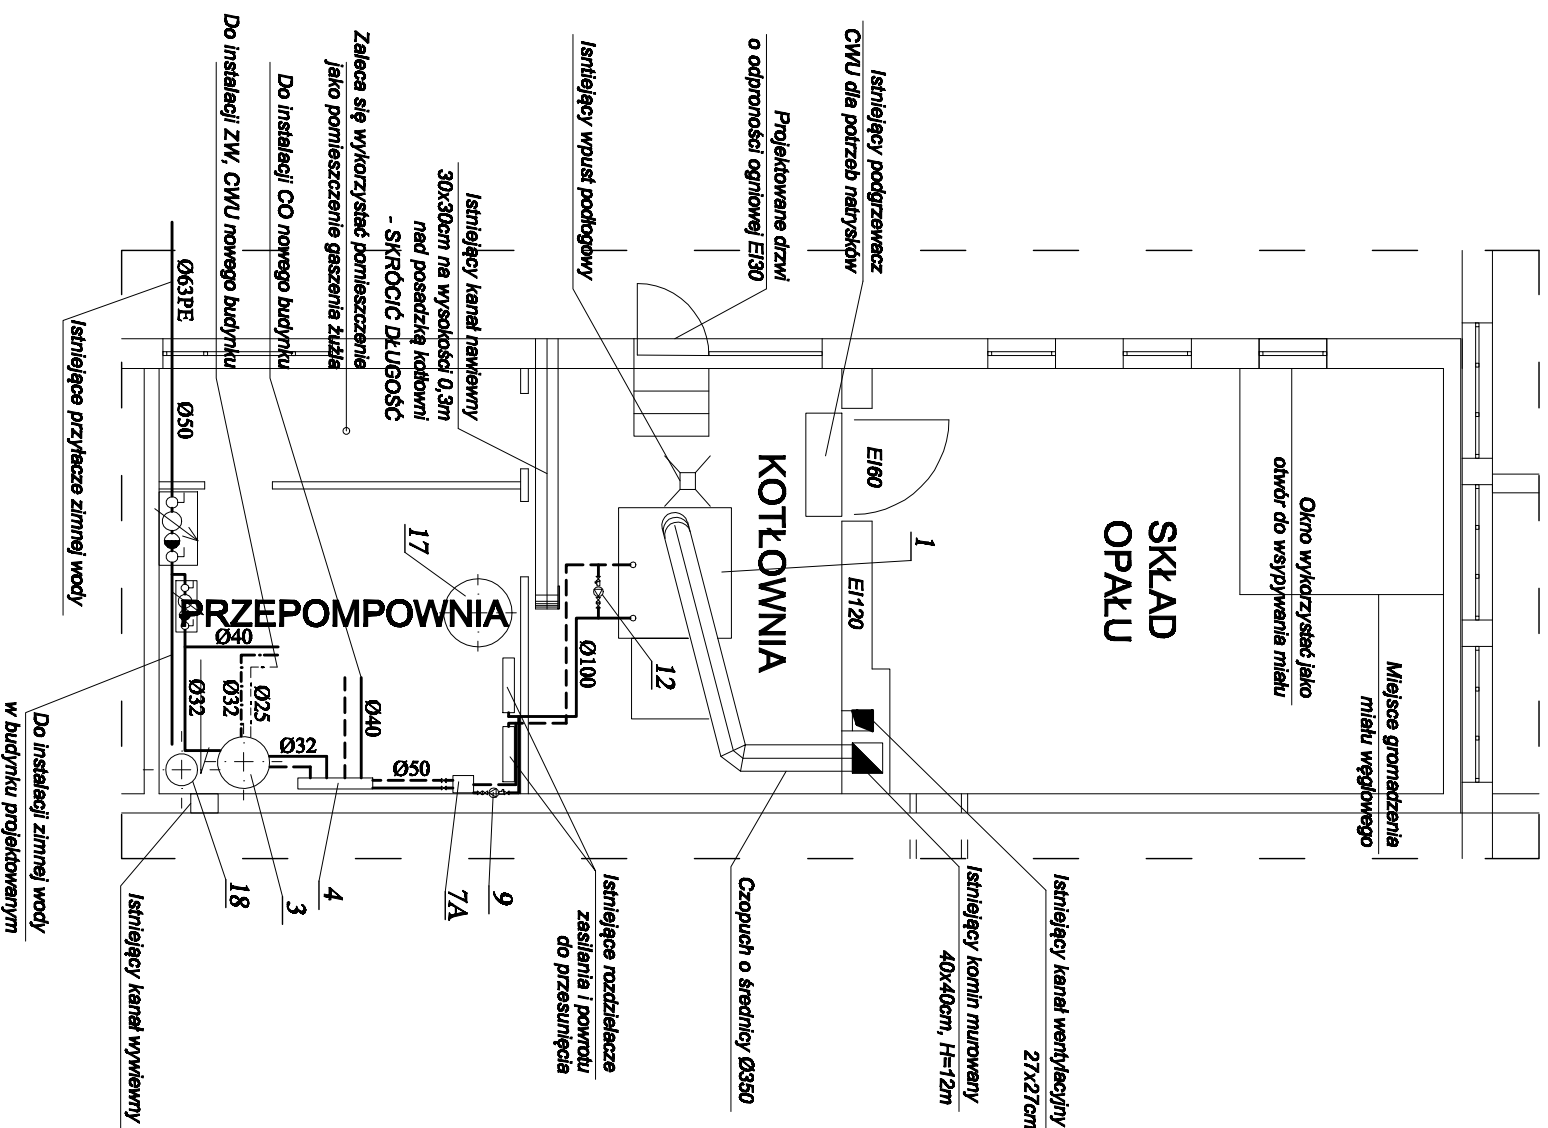 Istniejący podgrzewacz
CWU dla potrzeb natrysków
Projektowane drzwi
o odproności ogniowej EI30
Isntiejący wpust podłogowy
Istniejący kanał nawiewny
30x30cm na wysokości 0,3m
nad posadzką kotłowni
- SKRÓCIĆ DŁUGOŚĆ
Zaleca się wykorzystać pomieszczenie
jako pomieszczenie gaszenia żużla
Do instalacji CO nowego budynku
Do instalacji ZW, CWU nowego budynku
Istniejące przyłacze zimnej wody
Ø63PE
Ø50
SKŁAD
OPAŁU
Okno wykorzystać jako
otwór do wsypywania miału
Miejsce gromadzenia
miału węglowego
KOTŁOWNIA
EI60
EI120
1
12
17
Ø100
PRZEPOMPOWNIA
Ø40
Ø32
Ø32
Ø25
Ø32
Ø40
Ø50
Istniejący kanał wentylacyjny
27x27cm
Istniejący komin murowany
40x40cm, H=12m
Czopuch o średnicy Ø350
Istniejące rozdzielacze
zasilania i powrotu
do przesunięcia
9
7A
4
3
18
Istniejący kanał wywiewny
Do instalacji zimnej wody
w budynku projektowanym